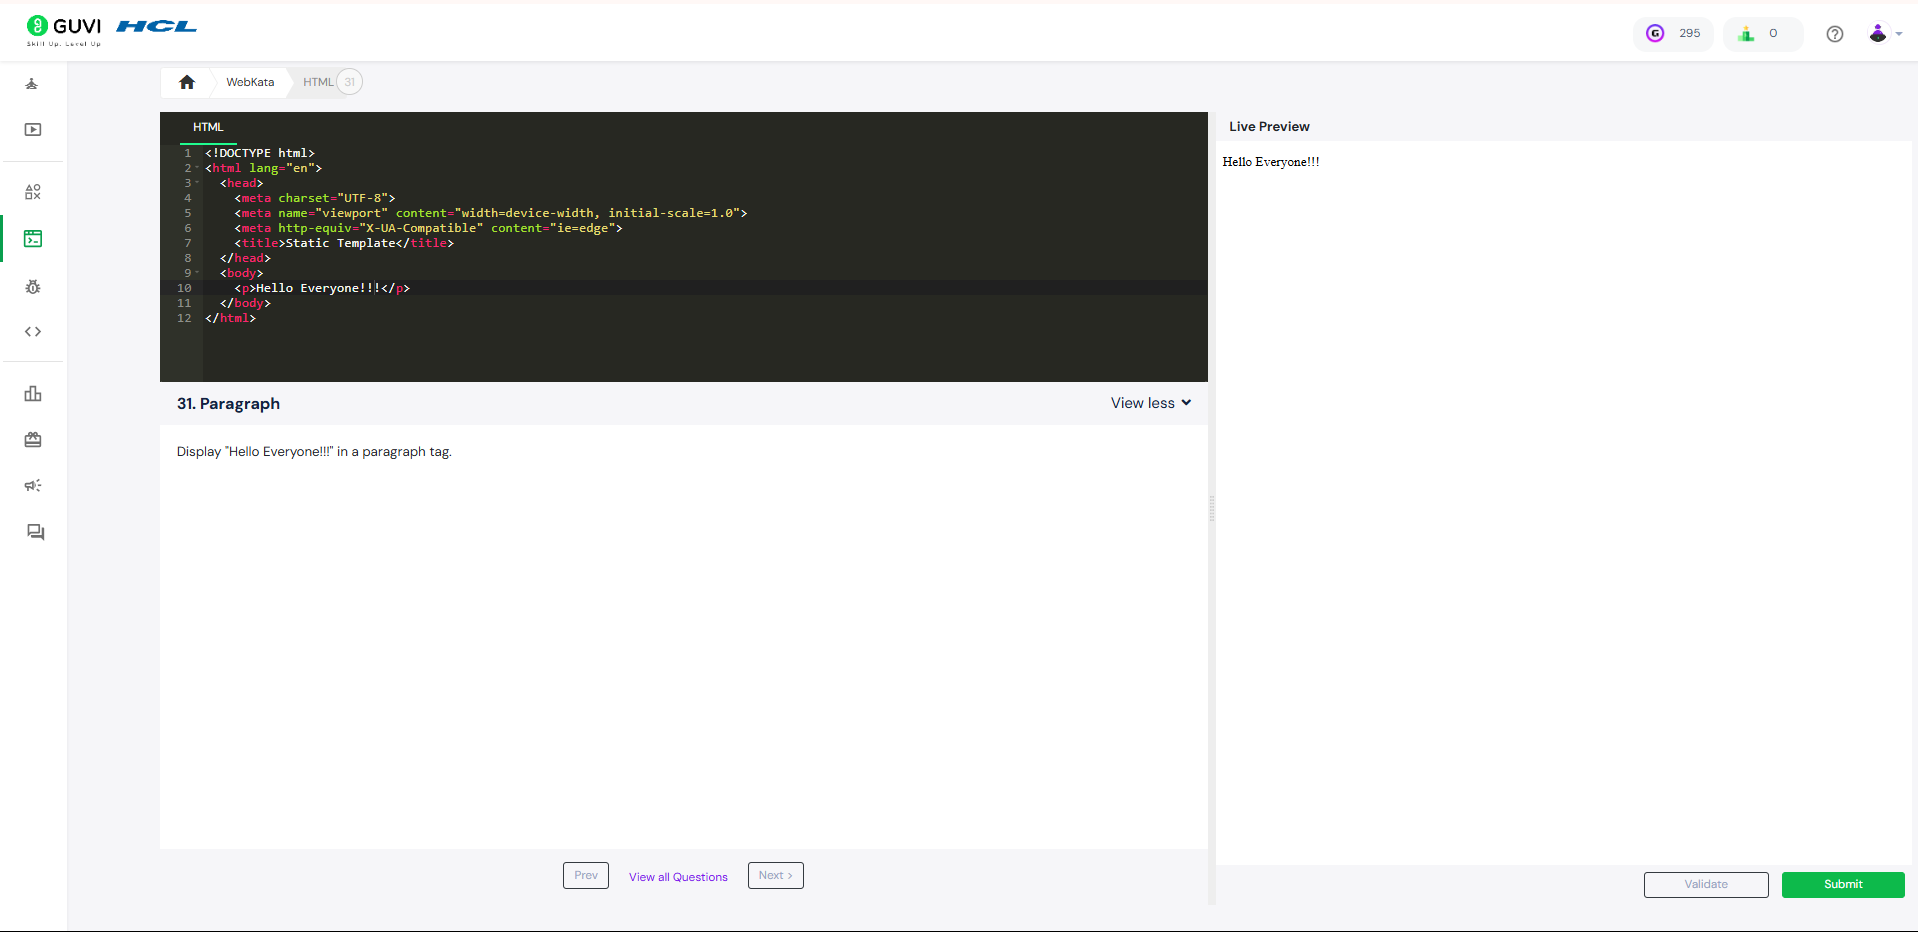 GUVI HCL
Skill Up. Level Up
G 295 0
WebKata HTML 31
HTML
1 <!DOCTYPE html>
2 <html lang="en">
3 <head>
4 <meta charset="UTF-8">
5 <meta name="viewport" content="width=device-width, initial-scale=1.0">
6 <meta http-equiv="X-UA-Compatible" content="ie=edge">
7 <title>Static Template</title>
8 </head>
9 <body>
10 <p>Hello Everyone!!!</p>
11 </body>
12 </html>
31. Paragraph
View less
Display "Hello Everyone!!!" in a paragraph tag.
Prev
View all Questions
Next >
Live Preview
Hello Everyone!!!
Validate
Submit